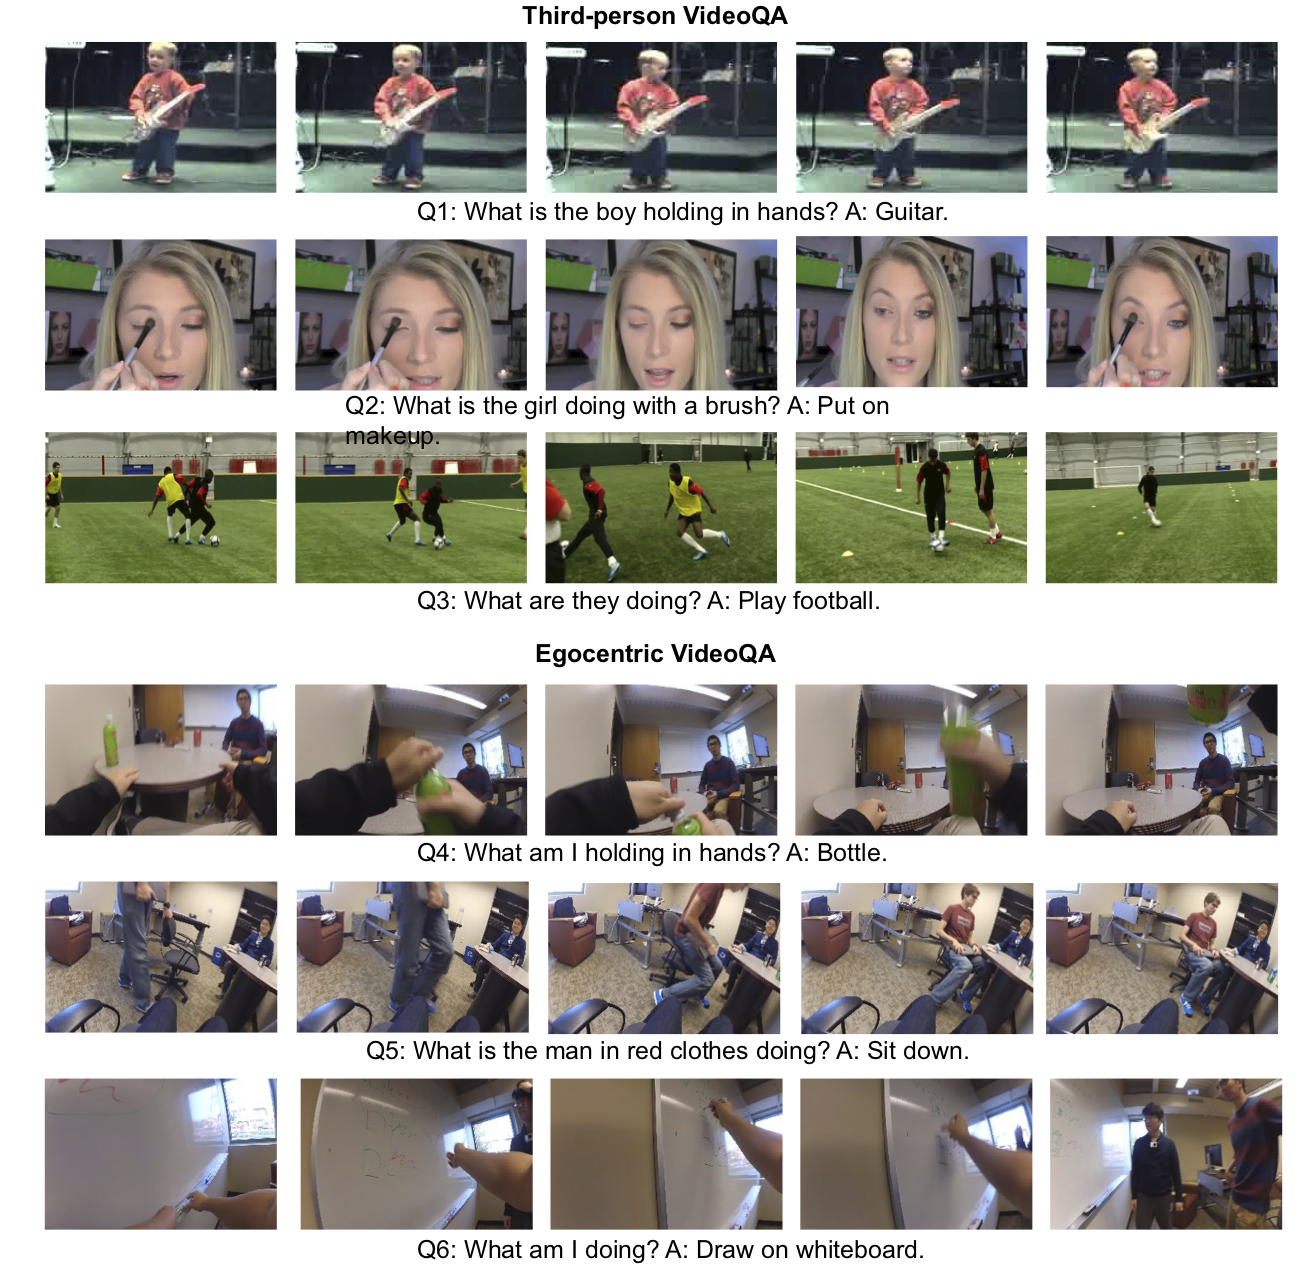 Third-person VideoQA
Q1: What is the boy holding in hands? A: Guitar.
Q2: What is the girl doing with a brush? A: Put on
makeup.
Q3: What are they doing? A: Play football.
Egocentric VideoQA
Q4: What am I holding in hands? A: Bottle.
Q5: What is the man in red clothes doing? A: Sit down.
Q6: What am I doing? A: Draw on whiteboard.